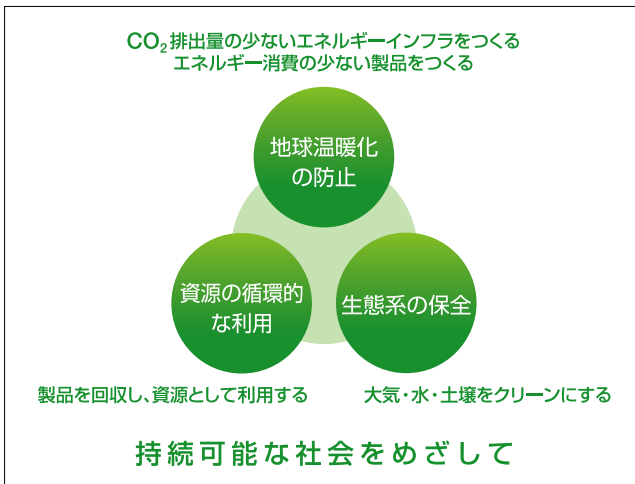 CO₂排出量の少ないエネルギーインフラをつくる
エネルギー消費の少ない製品をつくる
地球温暖化
の防止
資源の循環的
な利用
生態系の保全
製品を回収し、資源として利用する
大気・水・土壌をクリーンにする
持続可能な社会をめざして